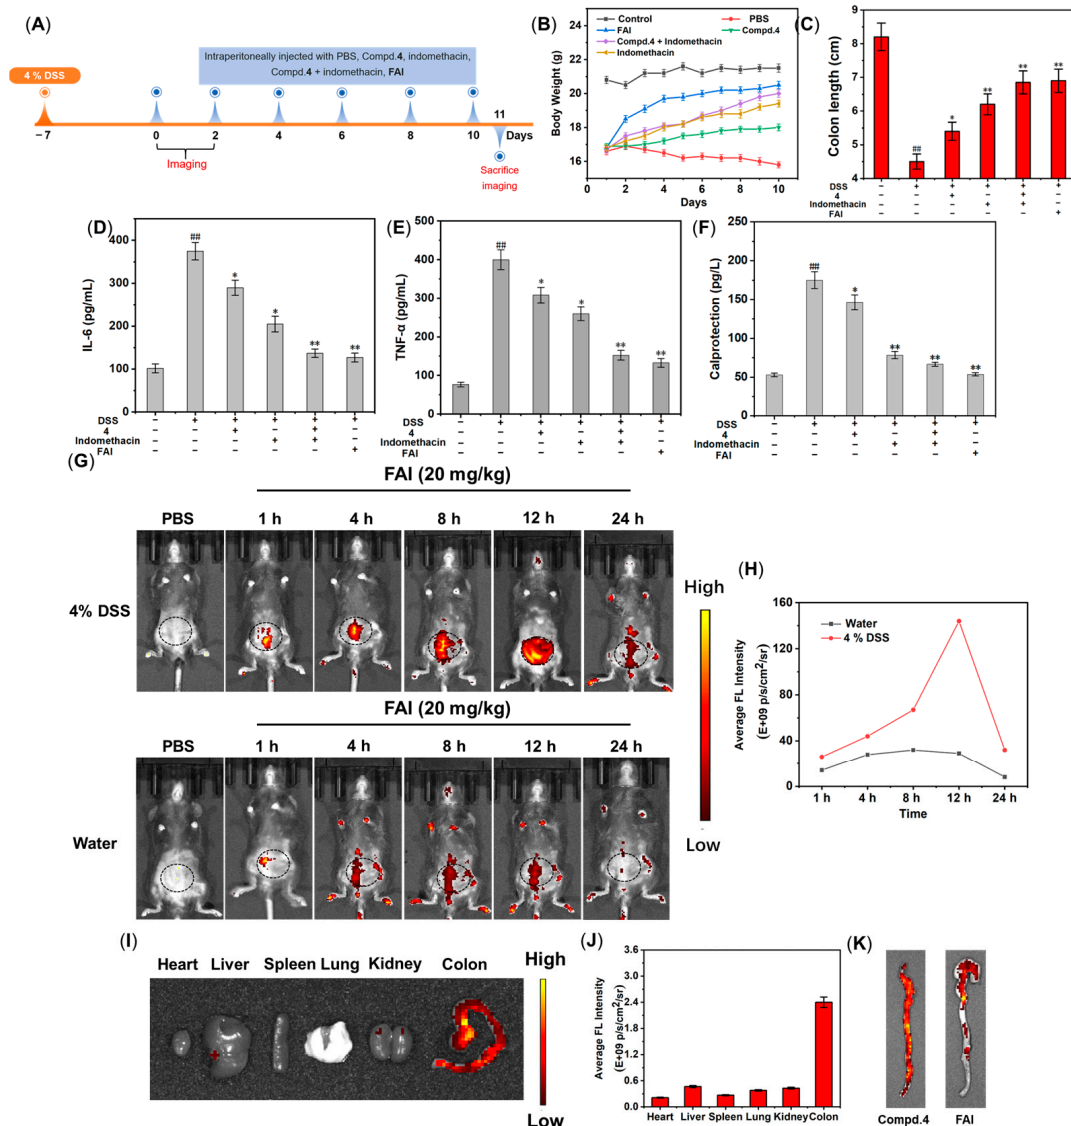 (A)
4 % DSS
Intraperitoneally injected with PBS, Compd.4, indomethacin,
Compd.4 + indomethacin, FAI
−7
0
2
4
6
8
10
11
Days
Imaging
Sacrifice
imaging
(B)
Control
PBS
FAI
Compd.4
Compd.4 + Indomethacin
Indomethacin
Body Weight (g)
24
22
20
18
16
0 2 4 6 8 10
Days
(C)
Colon length (cm)
9
8
7
6
5
4
##
*
**
**
**
DSS − + + + + +
4 − − + − + −
Indomethacin − − − + + −
FAI − − − − − +
(D)
IL-6 (pg/mL)
400
300
200
100
0
##
*
*
**
**
DSS − + + + + +
4 − − + − + −
Indomethacin − − − + + −
FAI − − − − − +
(E)
TNF-α (pg/mL)
500
400
300
200
100
0
##
*
*
**
**
DSS − + + + + +
4 − − + − + −
Indomethacin − − − + + −
FAI − − − − − +
(F)
Calprotection (pg/L)
250
200
150
100
50
0
##
*
**
**
**
DSS − + + + + +
4 − − + − + −
Indomethacin − − − + + −
FAI − − − − − +
(G)
FAI (20 mg/kg)
PBS 1 h 4 h 8 h 12 h 24 h
4% DSS
FAI (20 mg/kg)
PBS 1 h 4 h 8 h 12 h 24 h
Water
High
Low
(H)
Water
4 % DSS
Average FL Intensity
(E+09 p/s/cm²/sr)
160
120
80
40
0
1 h 4 h 8 h 12 h 24 h
Time
(I)
Heart Liver Spleen Lung Kidney Colon
High
Low
(J)
Average FL Intensity
(E+09 p/s/cm²/sr)
3.6
3.0
2.4
1.8
1.2
0.6
0.0
Heart Liver Spleen Lung Kidney Colon
(K)
Compd.4 FAI